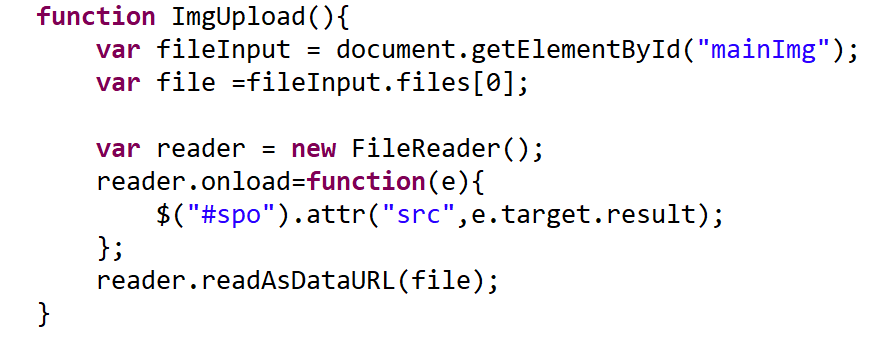 function ImgUpload(){
    var fileInput = document.getElementById("mainImg");
    var file =fileInput.files[0];

    var reader = new FileReader();
    reader.onload=function(e){
        $("#spo").attr("src",e.target.result);
    };
    reader.readAsDataURL(file);
}